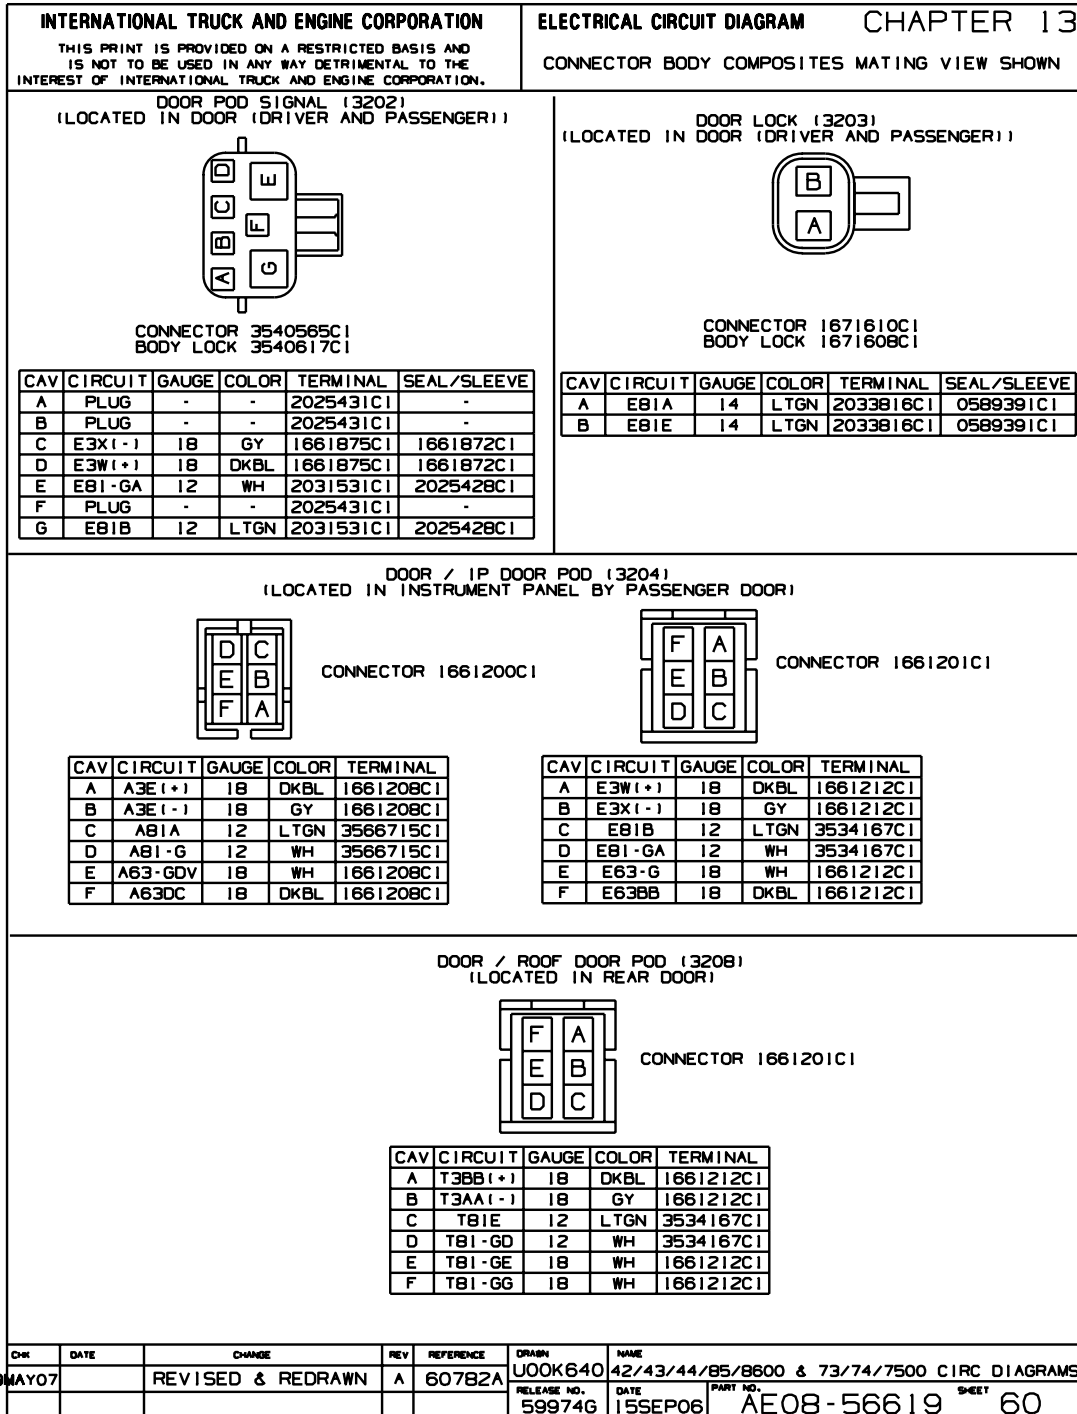 INTERNATIONAL TRUCK AND ENGINE CORPORATION
THIS PRINT IS PROVIDED ON A RESTRICTED BASIS AND
IS NOT TO BE USED IN ANY WAY DETRIMENTAL TO THE
INTEREST OF INTERNATIONAL TRUCK AND ENGINE CORPORATION.
ELECTRICAL CIRCUIT DIAGRAM CHAPTER 13
CONNECTOR BODY COMPOSITES MATING VIEW SHOWN
DOOR POD SIGNAL (3202)
(LOCATED IN DOOR (DRIVER AND PASSENGER))
D E
C F
B
A G
CONNECTOR 3540565C1
BODY LOCK 3540617C1
CAV CIRCUIT GAUGE COLOR TERMINAL SEAL/SLEEVE
A PLUG - - 2025431C1 -
B PLUG - - 2025431C1 -
C E3X(-) 18 GY 1661875C1 1661872C1
D E3W(+) 18 DKBL 1661875C1 1661872C1
E E81-GA 12 WH 2031531C1 2025428C1
F PLUG - - 2025431C1 -
G E81B 12 LTGN 2031531C1 2025428C1
DOOR LOCK (3203)
(LOCATED IN DOOR (DRIVER AND PASSENGER))
B
A
CONNECTOR 1671610C1
BODY LOCK 1671608C1
CAV CIRCUIT GAUGE COLOR TERMINAL SEAL/SLEEVE
A E81A 14 LTGN 2033816C1 0589391C1
B E81E 14 LTGN 2033816C1 0589391C1
DOOR / IP DOOR POD (3204)
(LOCATED IN INSTRUMENT PANEL BY PASSENGER DOOR)
D C
E B
F A
CONNECTOR 1661200C1
CAV CIRCUIT GAUGE COLOR TERMINAL
A A3E(+) 18 DKBL 1661208C1
B A3E(-) 18 GY 1661208C1
C A81A 12 LTGN 3566715C1
D A81-G 12 WH 3566715C1
E A63-GDV 18 WH 1661208C1
F A63DC 18 DKBL 1661208C1
F A
E B
D C
CONNECTOR 1661201C1
CAV CIRCUIT GAUGE COLOR TERMINAL
A E3W(+) 18 DKBL 1661212C1
B E3X(-) 18 GY 1661212C1
C E81B 12 LTGN 3534167C1
D E81-GA 12 WH 3534167C1
E E63-G 18 WH 1661212C1
F E63BB 18 DKBL 1661212C1
DOOR / ROOF DOOR POD (3208)
(LOCATED IN REAR DOOR)
F A
E B
D C
CONNECTOR 1661201C1
CAV CIRCUIT GAUGE COLOR TERMINAL
A T3BB(+) 18 DKBL 1661212C1
B T3AA(-) 18 GY 1661212C1
C T81E 12 LTGN 3534167C1
D T81-GD 12 WH 3534167C1
E T81-GE 18 WH 1661212C1
F T81-GG 18 WH 1661212C1
CHK DATE CHANGE REV REFERENCE DRAWN NAME
MAY07 REVISED & REDRAWN A 60782A U00K640 42/43/44/85/8600 & 73/74/7500 CIRC DIAGRAMS
RELEASE NO. DATE PART NO. SHEET
59974G 15SEP06 AE08-56619 60